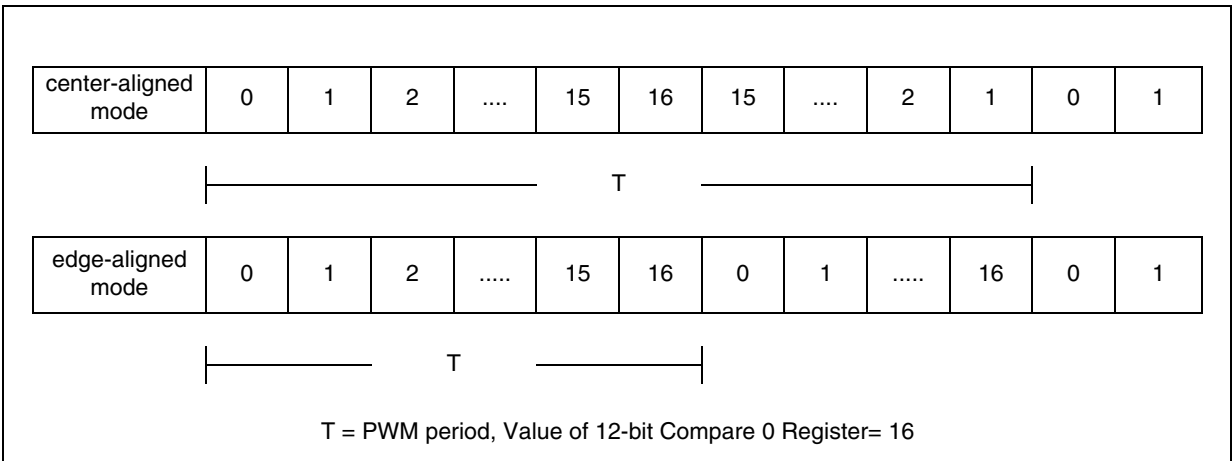 center-aligned mode 0 1 2 .... 15 16 15 .... 2 1 0 1
T
edge-aligned mode 0 1 2 ..... 15 16 0 1 ..... 16 0 1
T
T = PWM period, Value of 12-bit Compare 0 Register= 16